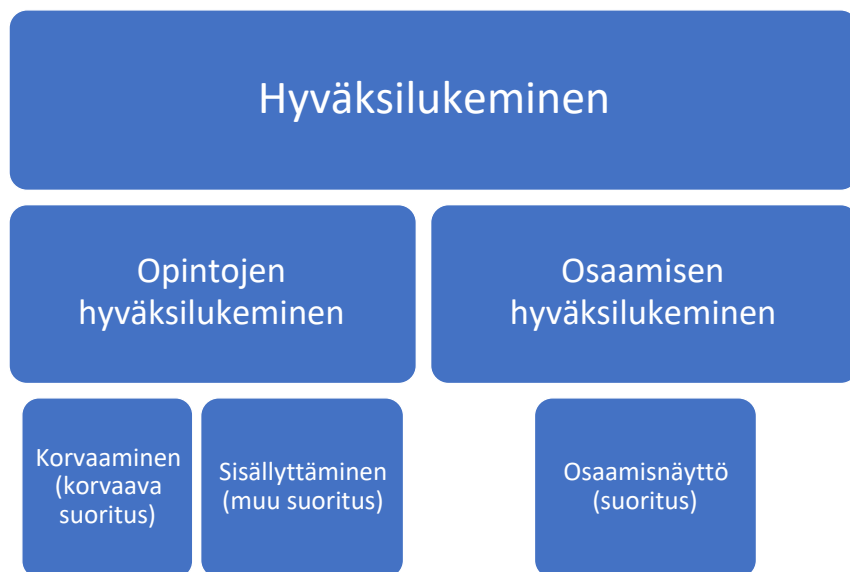 Hyväksilukeminen
Opintojen
hyväksilukeminen
Osaamisen
hyväksilukeminen
Korvaaminen
(korvaava
suoritus)
Sisällyttäminen
(muu suoritus)
Osaamisnäyttö
(suoritus)